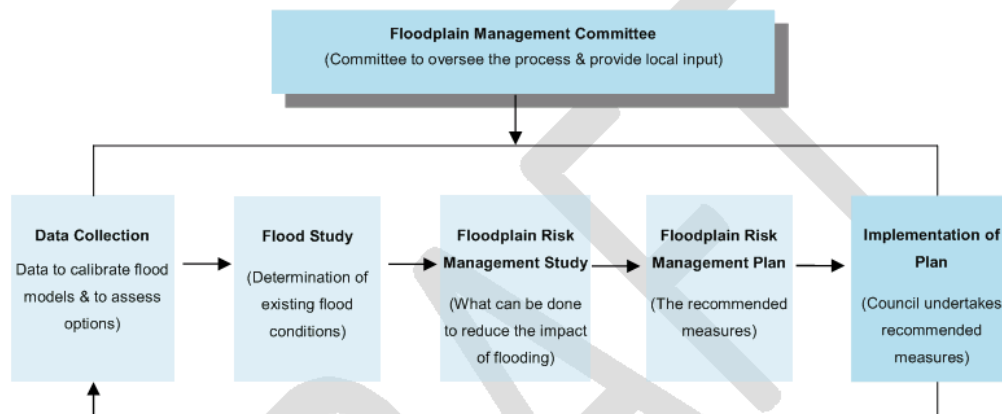 Floodplain Management Committee
(Committee to oversee the process & provide local input)
Data Collection
Data to calibrate flood
models & to assess
options)
Flood Study
(Determination of
existing flood
conditions)
Floodplain Risk
Management Study
(What can be done
to reduce the impact
of flooding)
Floodplain Risk
Management Plan
(The recommended
measures)
Implementation of
Plan
(Council undertakes
recommended
measures)